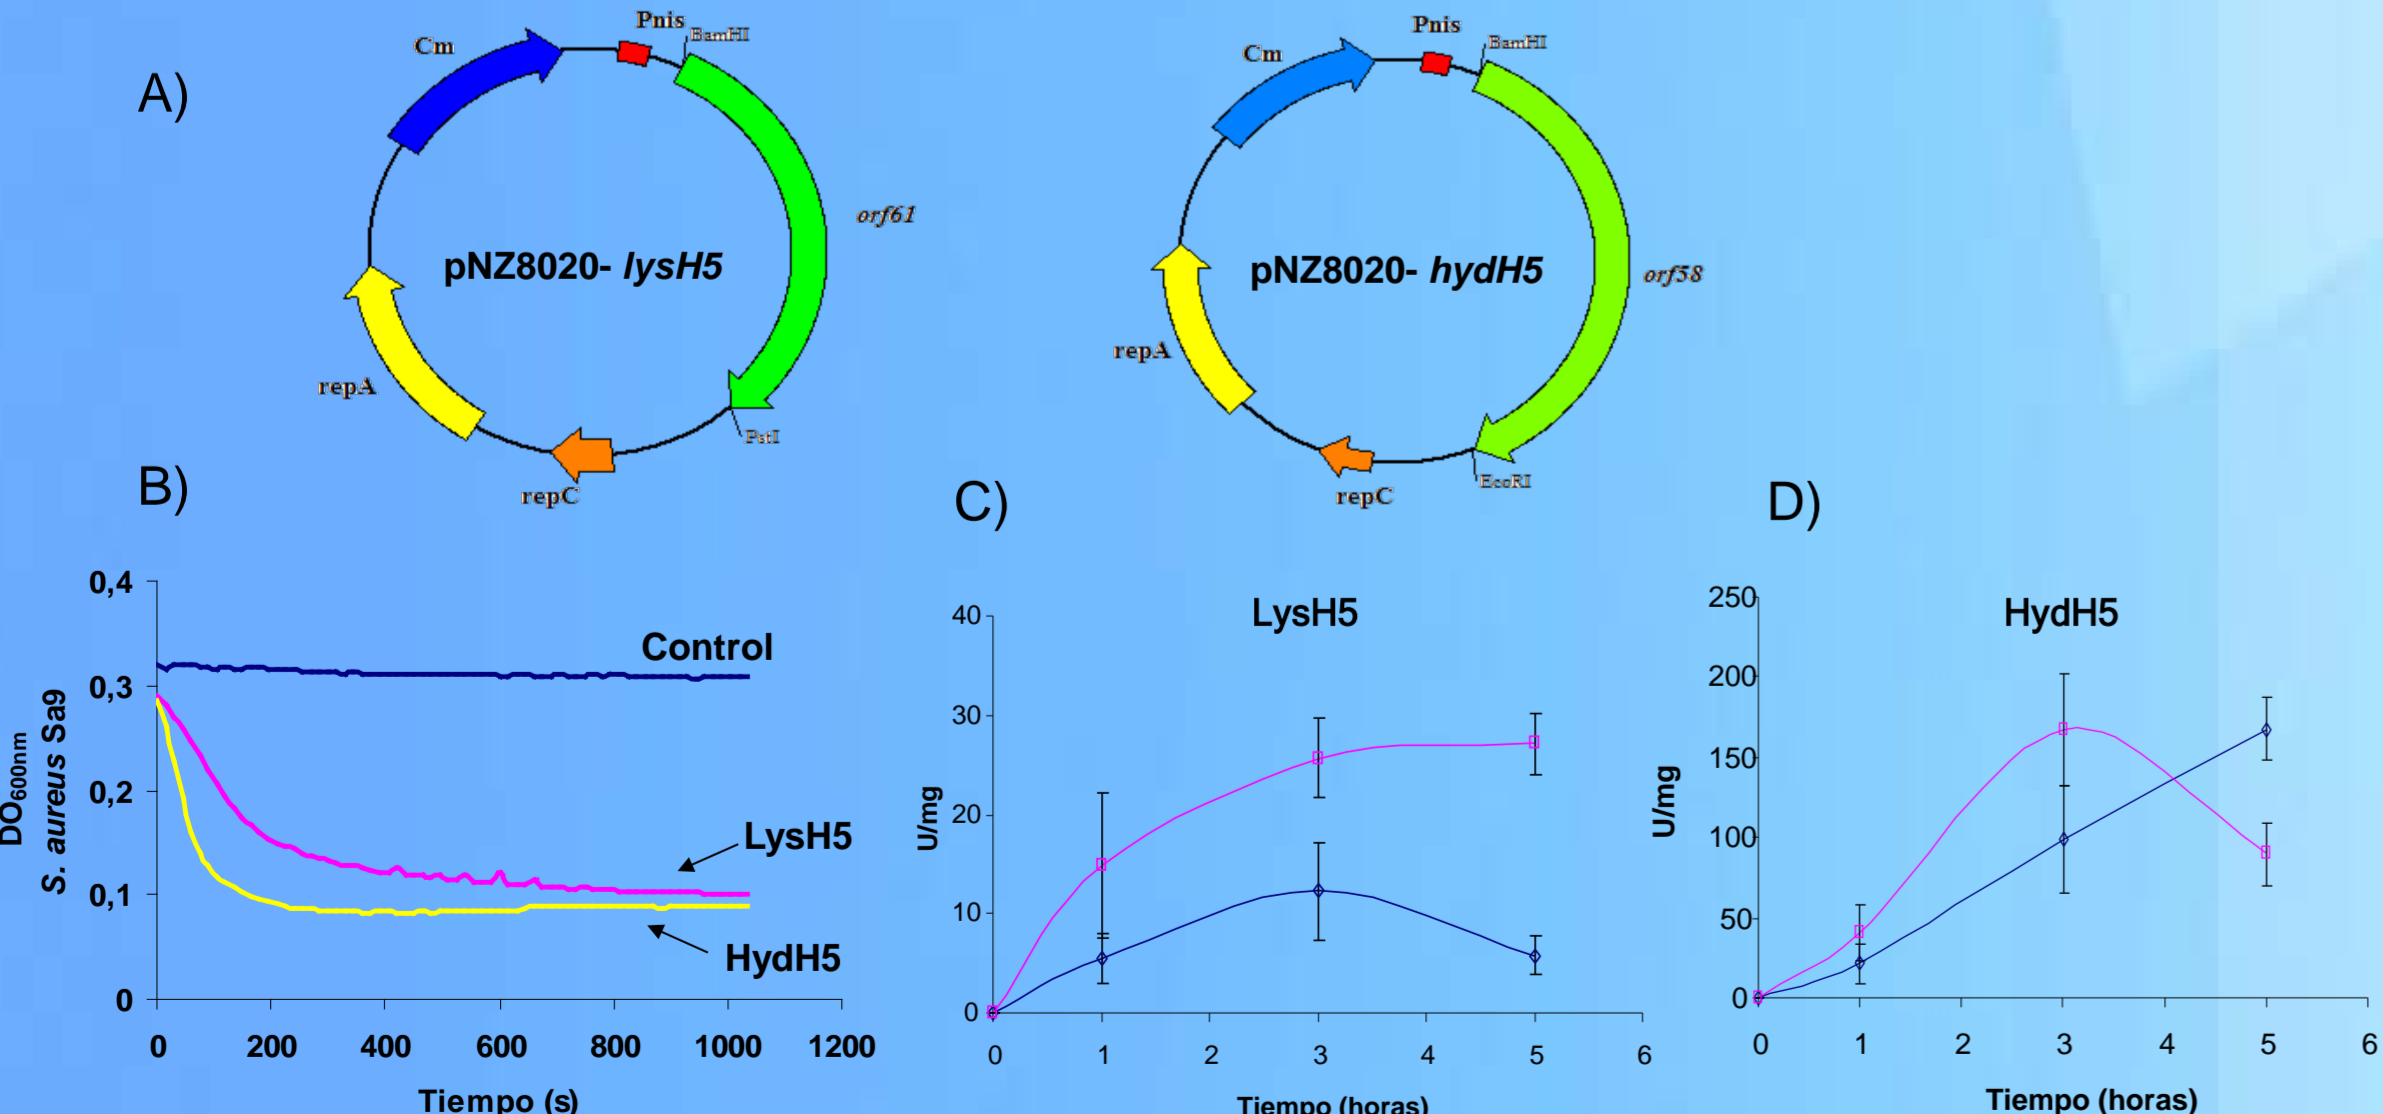 A)
Cm
Pnis
BamHI
orf61
pNZ8020- lysH5
repA
PstI
repC
Cm
Pnis
BamHI
orf58
pNZ8020- hydH5
repA
EcoRI
repC
B)
DO600nm
S. aureus Sa9
0,4
0,3
0,2
0,1
0
Control
LysH5
HydH5
0 200 400 600 800 1000 1200
Tiempo (s)
C)
LysH5
U/mg
40
30
20
10
0
0 1 2 3 4 5 6
Tiempo (horas)
D)
HydH5
U/mg
250
200
150
100
50
0
0 1 2 3 4 5 6
Tiempo (horas)